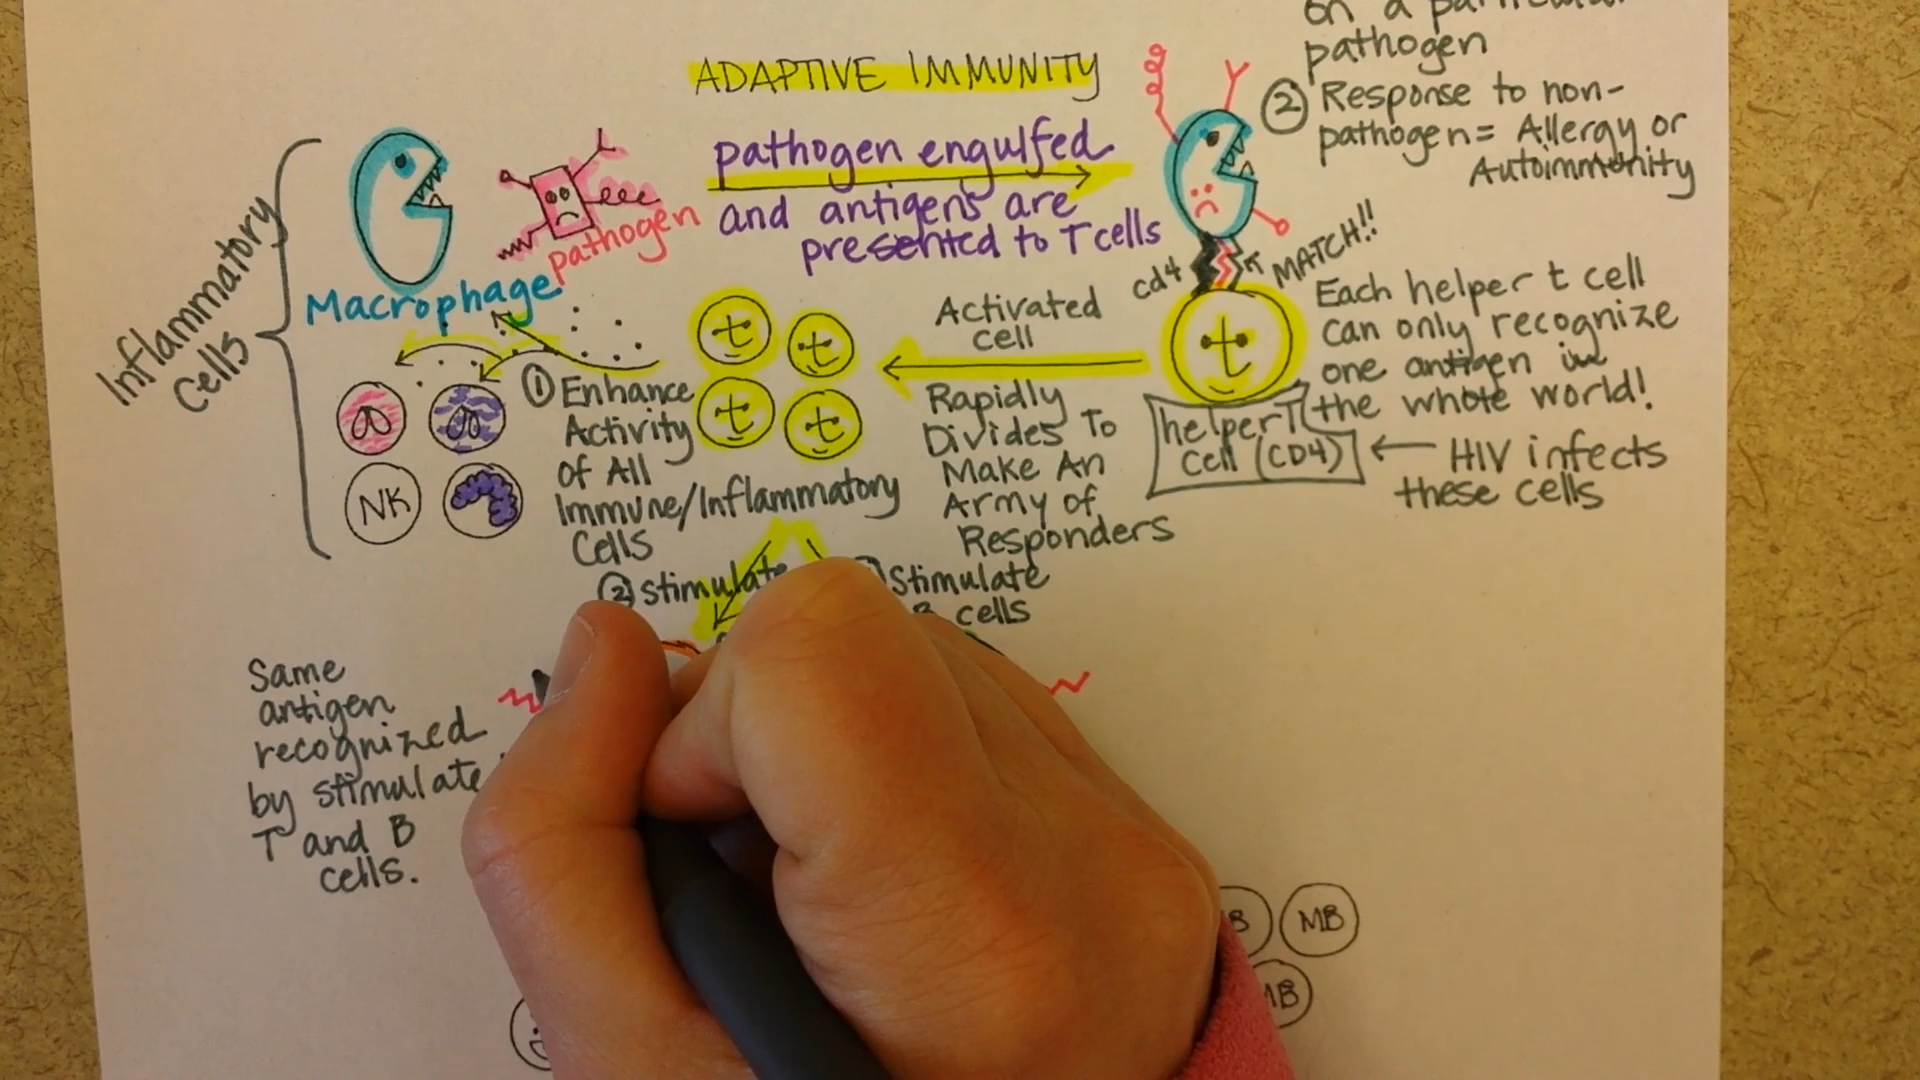 ADAPTIVE IMMUNITY
on a particular
pathogen
② Response to non-
pathogen = Allergy or
Autoimmunity
pathogen engulfed
and antigens are
presented to T cells
Inflammatory
Cells
Macrophage
pathogen
cd4
MATCH!!
Each helper t cell
can only recognize
one antigen in
the whole world!
t
helper T
cell (CD4)
HIV infects
these cells
Activated
cell
Rapidly
Divides To
Make An
Army of
Responders
t
t
t
t
① Enhance
Activity
of All
Immune/Inflammatory
Cells
NK
② stimulate
Stimulate
B cells
Same
antigen
recognized
by stimulate
T and B
cells.
B
MB
MB